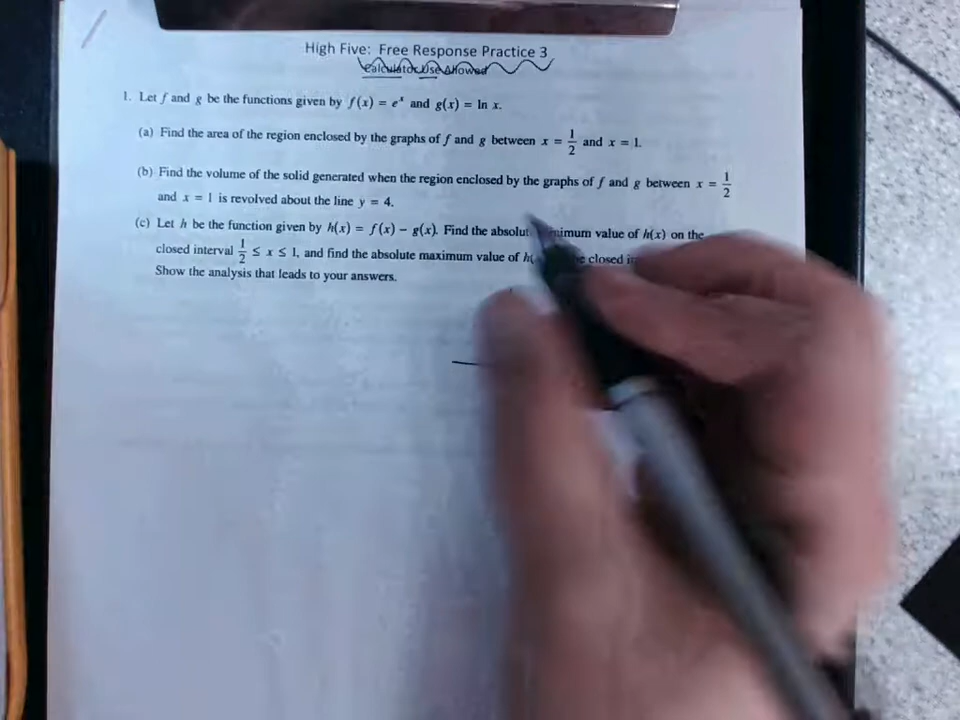 High Five: Free Response Practice 3
Calculator Use Allowed
1. Let f and g be the functions given by f(x) = e^x and g(x) = ln x.
(a) Find the area of the region enclosed by the graphs of f and g between x = 1/2 and x = 1.
(b) Find the volume of the solid generated when the region enclosed by the graphs of f and g between x = 1/2
and x = 1 is revolved about the line y = 4.
(c) Let h be the function given by h(x) = f(x) − g(x). Find the absolut nimum value of h(x) on the
closed interval 1/2 ≤ x ≤ 1, and find the absolute maximum value of h( e closed in
Show the analysis that leads to your answers.